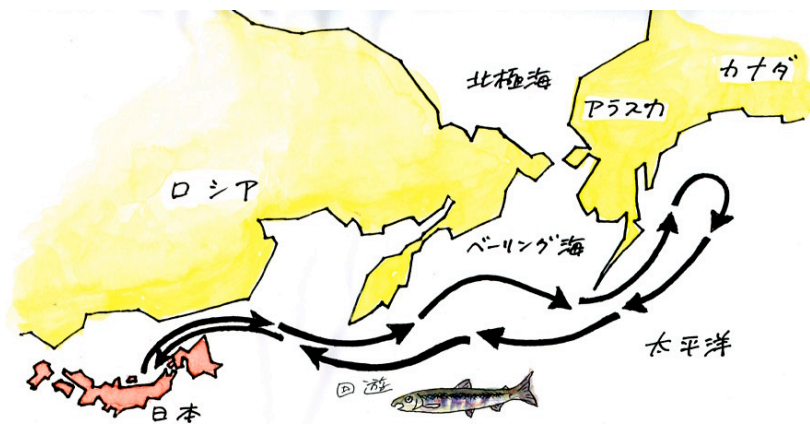 北極海
カナダ
アラスカ
ロシア
ベーリング海
太平洋
回遊
日本